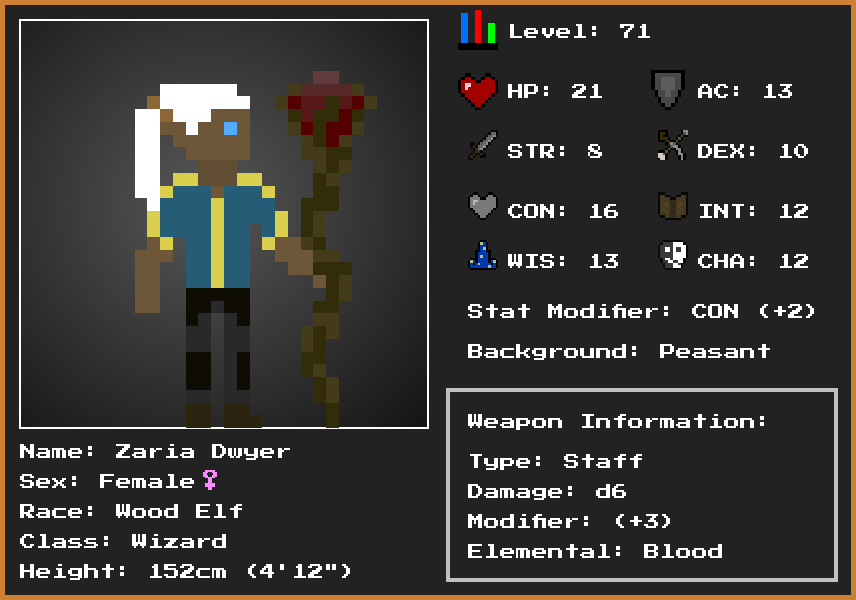 Level: 71
HP: 21 AC: 13
STR: 8 DEX: 10
CON: 16 INT: 12
WIS: 13 CHA: 12
Stat Modifier: CON (+2)
Background: Peasant
Weapon Information:
Type: Staff
Damage: d6
Modifier: (+3)
Elemental: Blood
Name: Zaria Dwyer
Sex: Female♀
Race: Wood Elf
Class: Wizard
Height: 152cm (4'12")